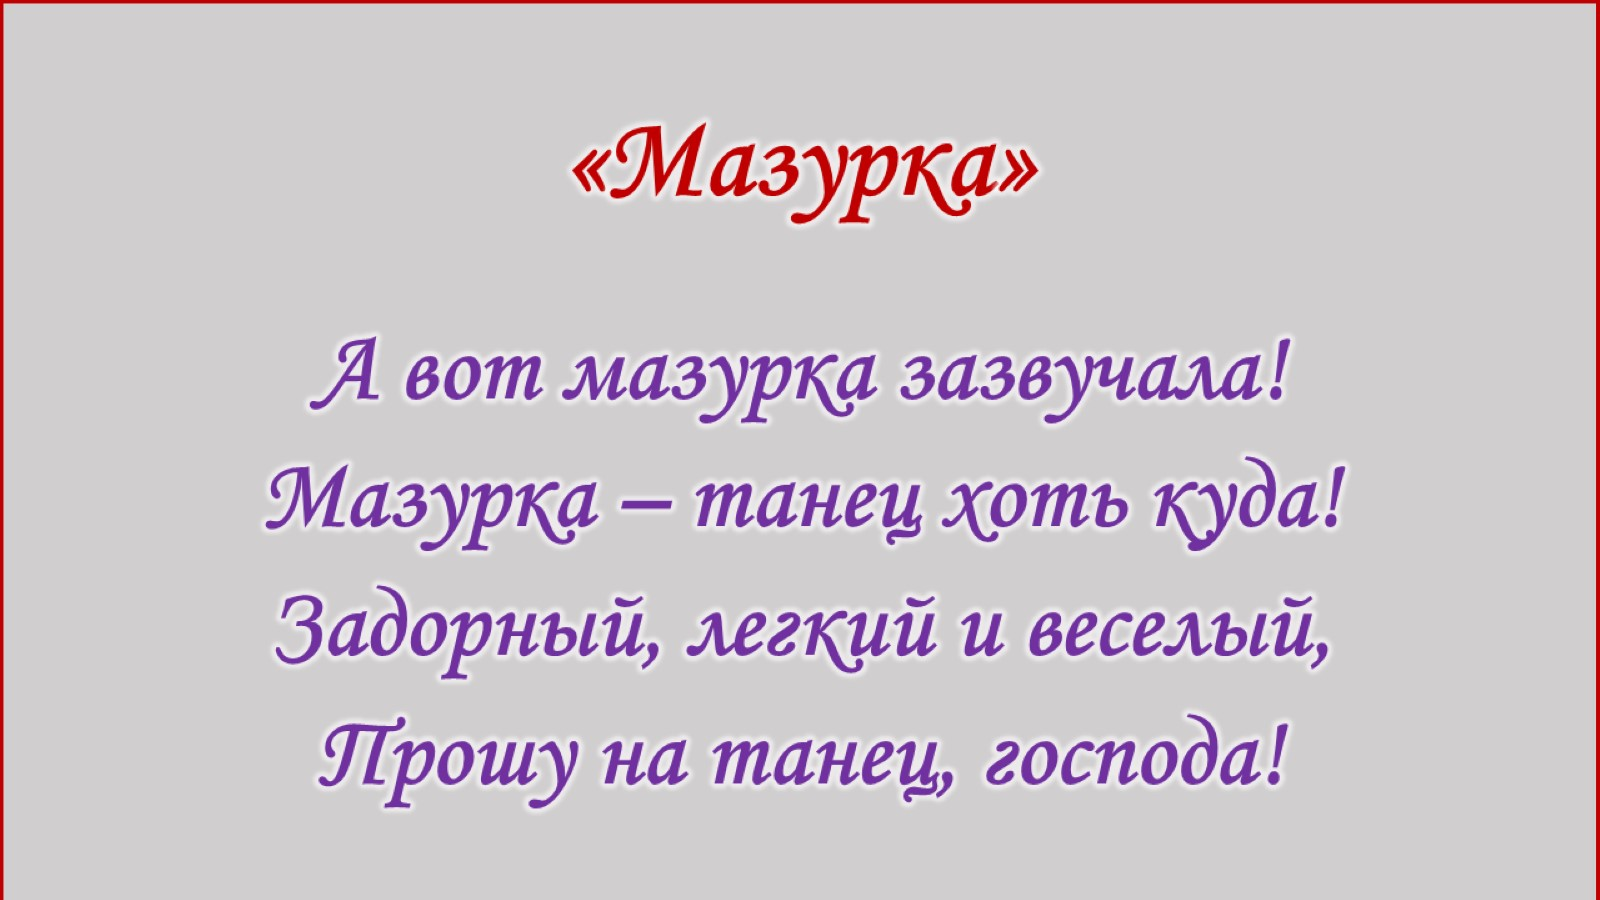 «Мазурка»
А вот мазурка зазвучала!
Мазурка – танец хоть куда!
Задорный, легкий и веселый,
Прошу на танец, господа!